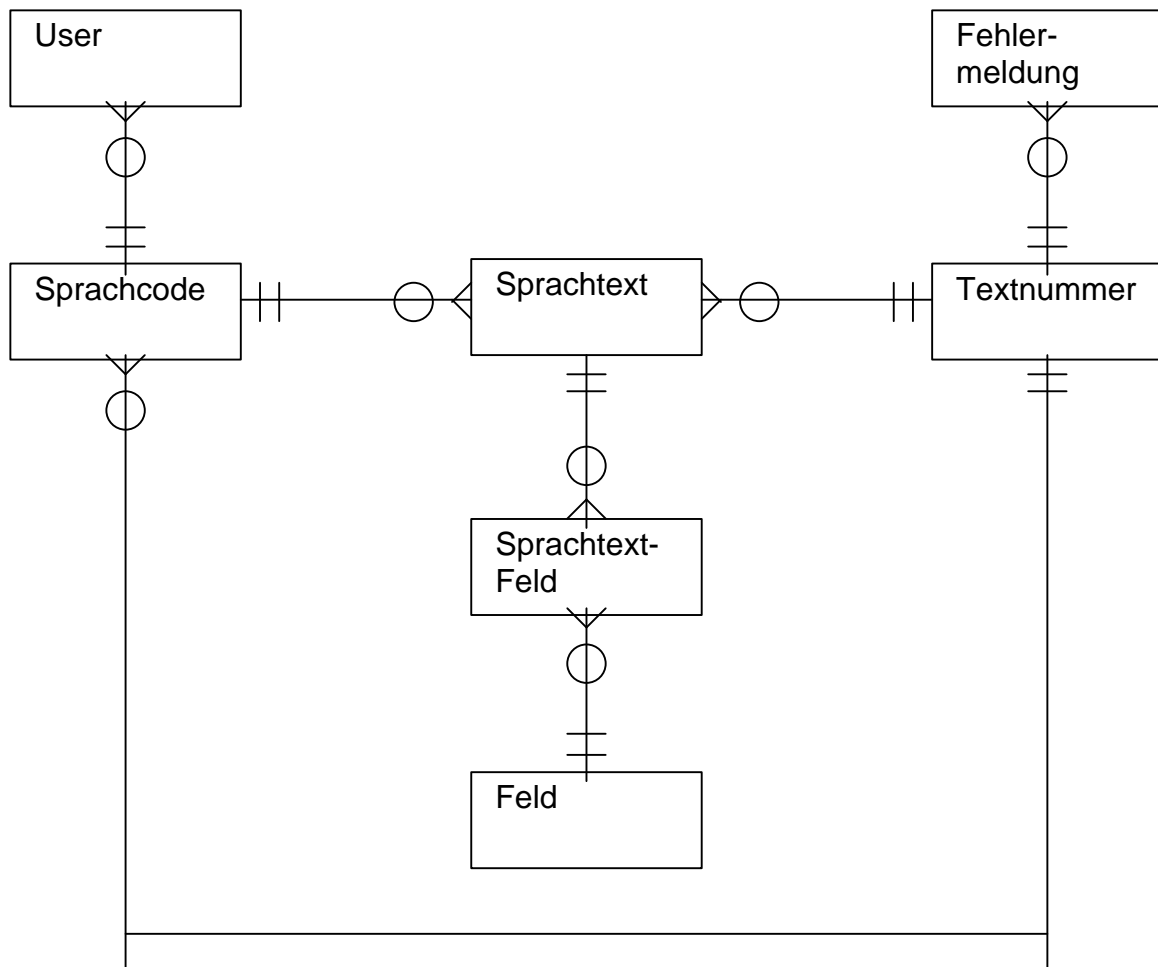 User
Fehler-
meldung
Sprachcode
Sprachtext
Textnummer
Sprachtext-
Feld
Feld